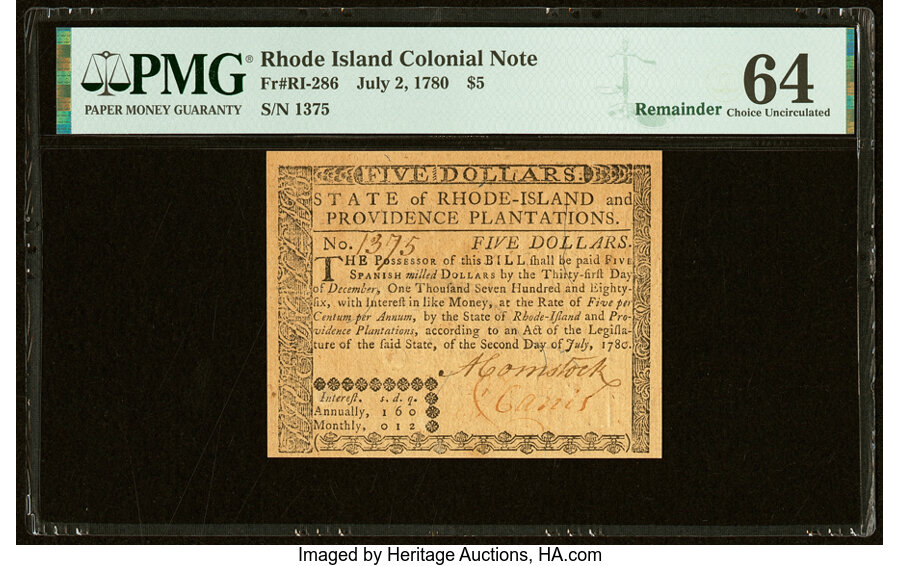 PMG®
PAPER MONEY GUARANTY
Rhode Island Colonial Note
Fr#RI-286 July 2, 1780 $5
S/N 1375
Remainder
64
Choice Uncirculated
FIVE DOLLARS.
STATE of RHODE-ISLAND and
PROVIDENCE PLANTATIONS.
No. 1375 FIVE DOLLARS.
THE POSSESSOR of this BILL ſhall be paid FIVE
SPANISH milled DOLLARS by the Thirty-firſt Day
of December, One Thouſand Seven Hundred and Eighty-
ſix, with Intereſt in like Money, at the Rate of Five per
Centum per Annum, by the State of Rhode-Iſland and Pro-
vidence Plantations, according to an Act of the Legiſla-
ture of the ſaid State, of the Second Day of July, 1780.
A Comstock
Intereſt. s. d. q.
Annually, 1 6 0
Monthly, 0 1 2
Imaged by Heritage Auctions, HA.com